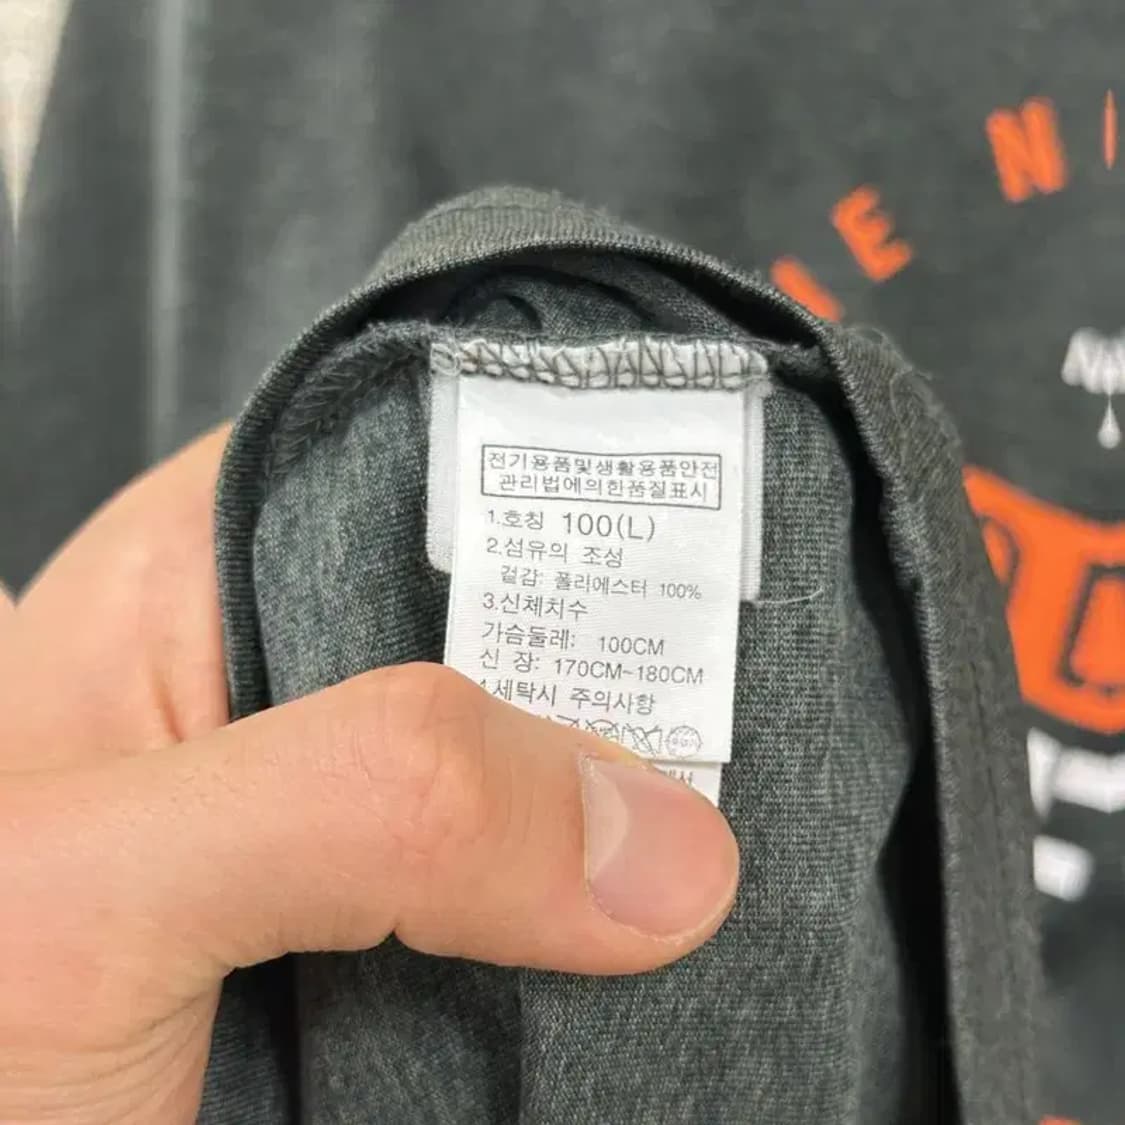 전기용품및생활용품안전
관리법에의한품질표시
1.호칭 100(L)
2.섬유의 조성
겉감: 폴리에스터 100%
3.신체치수
가슴둘레: 100CM
신 장: 170CM~180CM
4.세탁시 주의사항
E N I